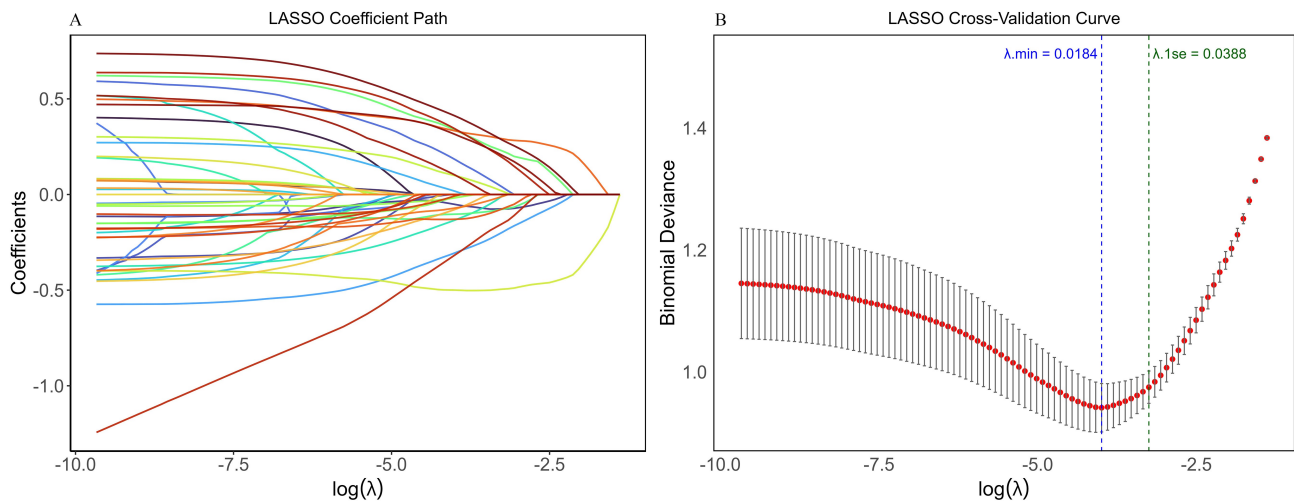 A
LASSO Coefficient Path
Coefficients
0.5
0.0
-0.5
-1.0
-10.0
-7.5
-5.0
-2.5
log(λ)
B
LASSO Cross-Validation Curve
λ.min = 0.0184
λ.1se = 0.0388
Binomial Deviance
1.4
1.2
1.0
-10.0
-7.5
-5.0
-2.5
log(λ)